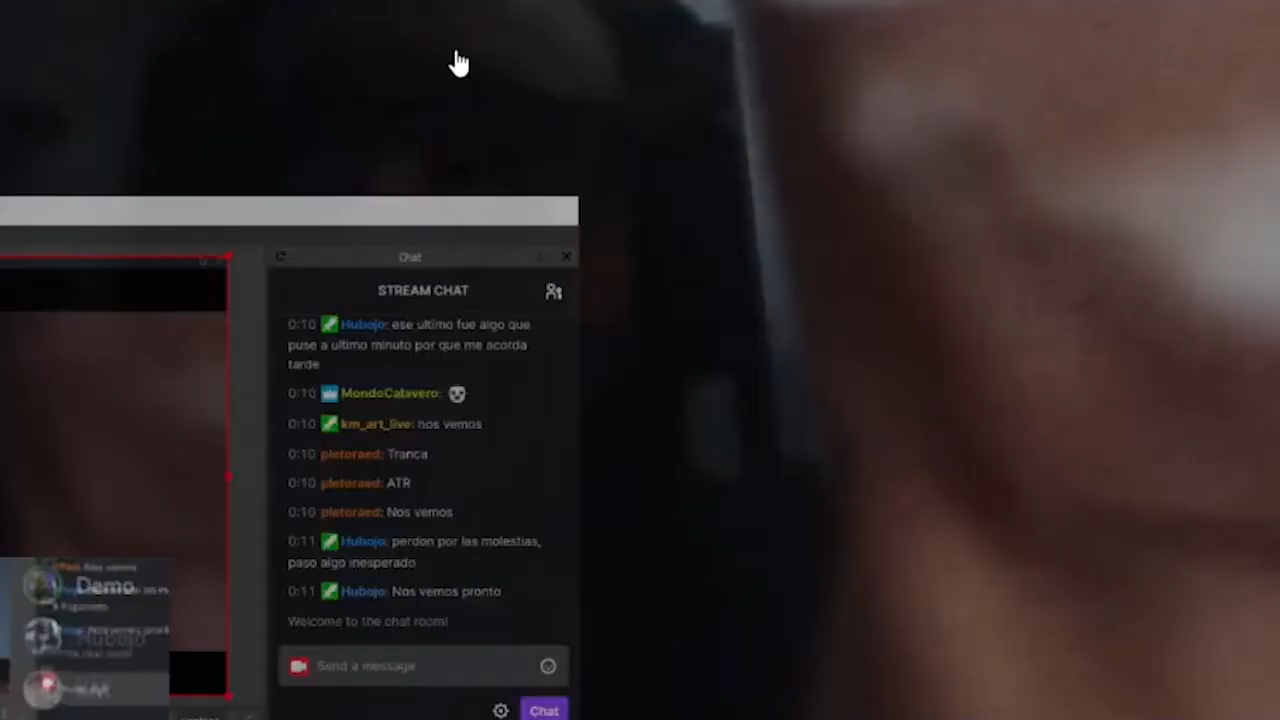 Chat
STREAM CHAT
0:10 Hubojo: ese ultimo fue algo que
puse a ultimo minuto por que me acorda
tarde
0:10 MondoCalavero:
0:10 km_art_live: nos vemos
0:10 pletoraed: Tranca
0:10 pletoraed: ATR
0:10 pletoraed: Nos vemos
0:11 Hubojo: perdon por las molestias,
paso algo inesperado
0:11 Hubojo: Nos vemos pronto
Welcome to the chat room!
Send a message
Chat
Demo
Hubojo